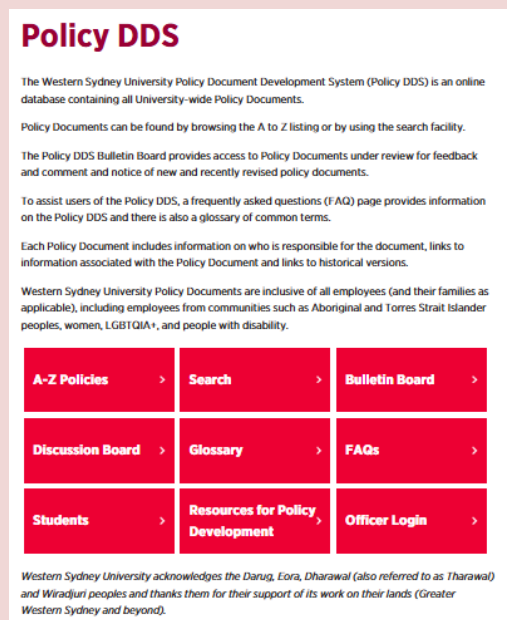 Policy DDS
The Western Sydney University Policy Document Development System (Policy DDS) is an online
database containing all University-wide Policy Documents.
Policy Documents can be found by browsing the A to Z listing or by using the search facility.
The Policy DDS Bulletin Board provides access to Policy Documents under review for feedback
and comment and notice of new and recently revised policy documents.
To assist users of the Policy DDS, a frequently asked questions (FAQ) page provides information
on the Policy DDS and there is also a glossary of common terms.
Each Policy Document includes information on who is responsible for the document, links to
information associated with the Policy Document and links to historical versions.
Western Sydney University Policy Documents are inclusive of all employees (and their families as
applicable), including employees from communities such as Aboriginal and Torres Strait Islander
peoples, women, LGBTQIA+, and people with disability.
A-Z Policies
Search
Bulletin Board
Discussion Board
Glossary
FAQs
Students
Resources for Policy
Development
Officer Login
Western Sydney University acknowledges the Darug, Eora, Dharawal (also referred to as Tharawal)
and Wiradjuri peoples and thanks them for their support of its work on their lands (Greater
Western Sydney and beyond).